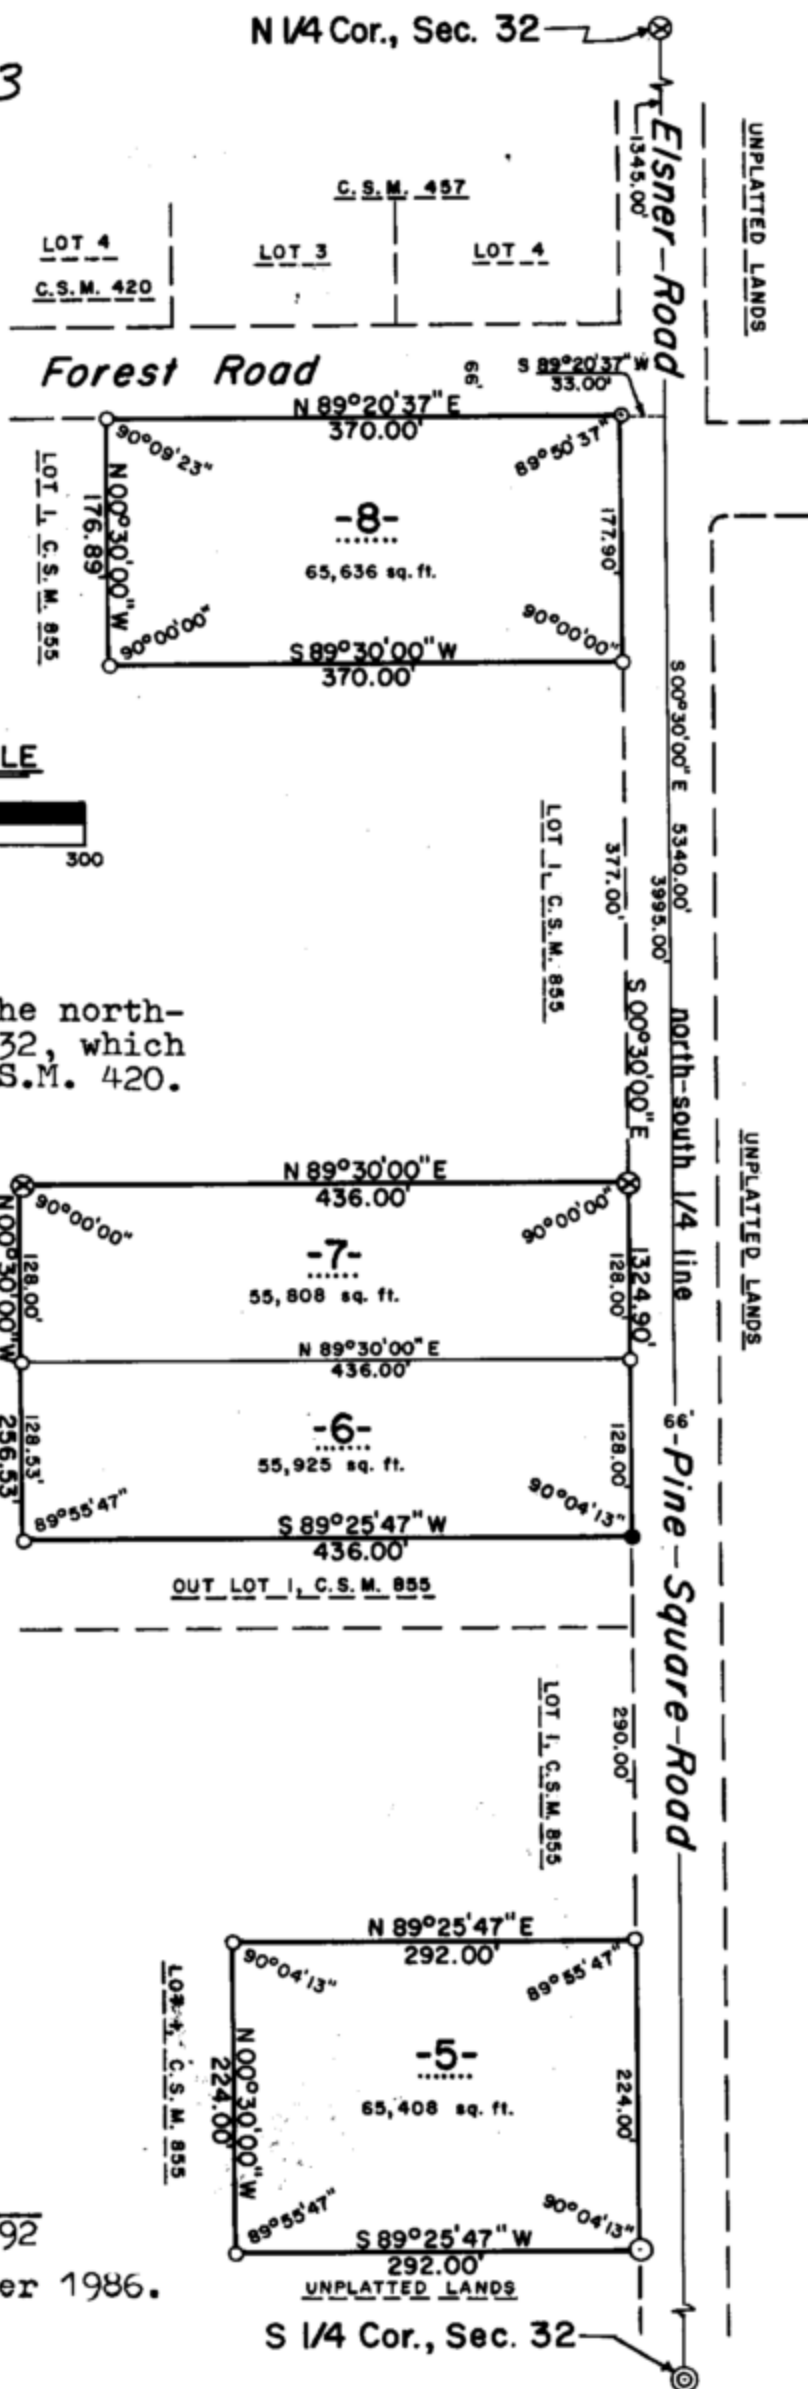 N 1/4 Cor., Sec. 32
3
1345.00'
Elsner Road
UNPLATTED LANDS
C.S.M. 457
LOT 4
C.S.M. 420
LOT 3
LOT 4
Forest Road
66'
S 89°20'37" W
33.00'
N 89°20'37" E
370.00'
90°09'23"
89°50'37"
LOT 1, C.S.M. 855
N 00°30'00" W
176.89'
-8-
65,636 sq. ft.
177.90'
90°00'00"
90°00'00"
S 89°30'00" W
370.00'
S 00°30'00" E 5340.00'
3995.00'
LE
300
LOT 1, C.S.M. 855
377.00'
he north-
32, which
S.M. 420.
S 00°30'00" E
1324.90'
north-south 1/4 line
UNPLATTED LANDS
N 89°30'00" E
436.00'
90°00'00"
90°00'00"
N 00°30'00" W
256.53'
128.00'
-7-
55,808 sq. ft.
128.00'
N 89°30'00" E
436.00'
128.53'
-6-
55,925 sq. ft.
128.00'
66'
Pine Square Road
89°55'47"
90°04'13"
S 89°25'47" W
436.00'
OUT LOT 1, C.S.M. 855
LOT 1, C.S.M. 855
290.00'
N 89°25'47" E
292.00'
90°04'13"
89°55'47"
C.S.M. 855
N 00°30'00" W
224.00'
-5-
65,408 sq. ft.
224.00'
89°55'47"
90°04'13"
S 89°25'47" W
292.00'
UNPLATTED LANDS
92
er 1986.
S 1/4 Cor., Sec. 32